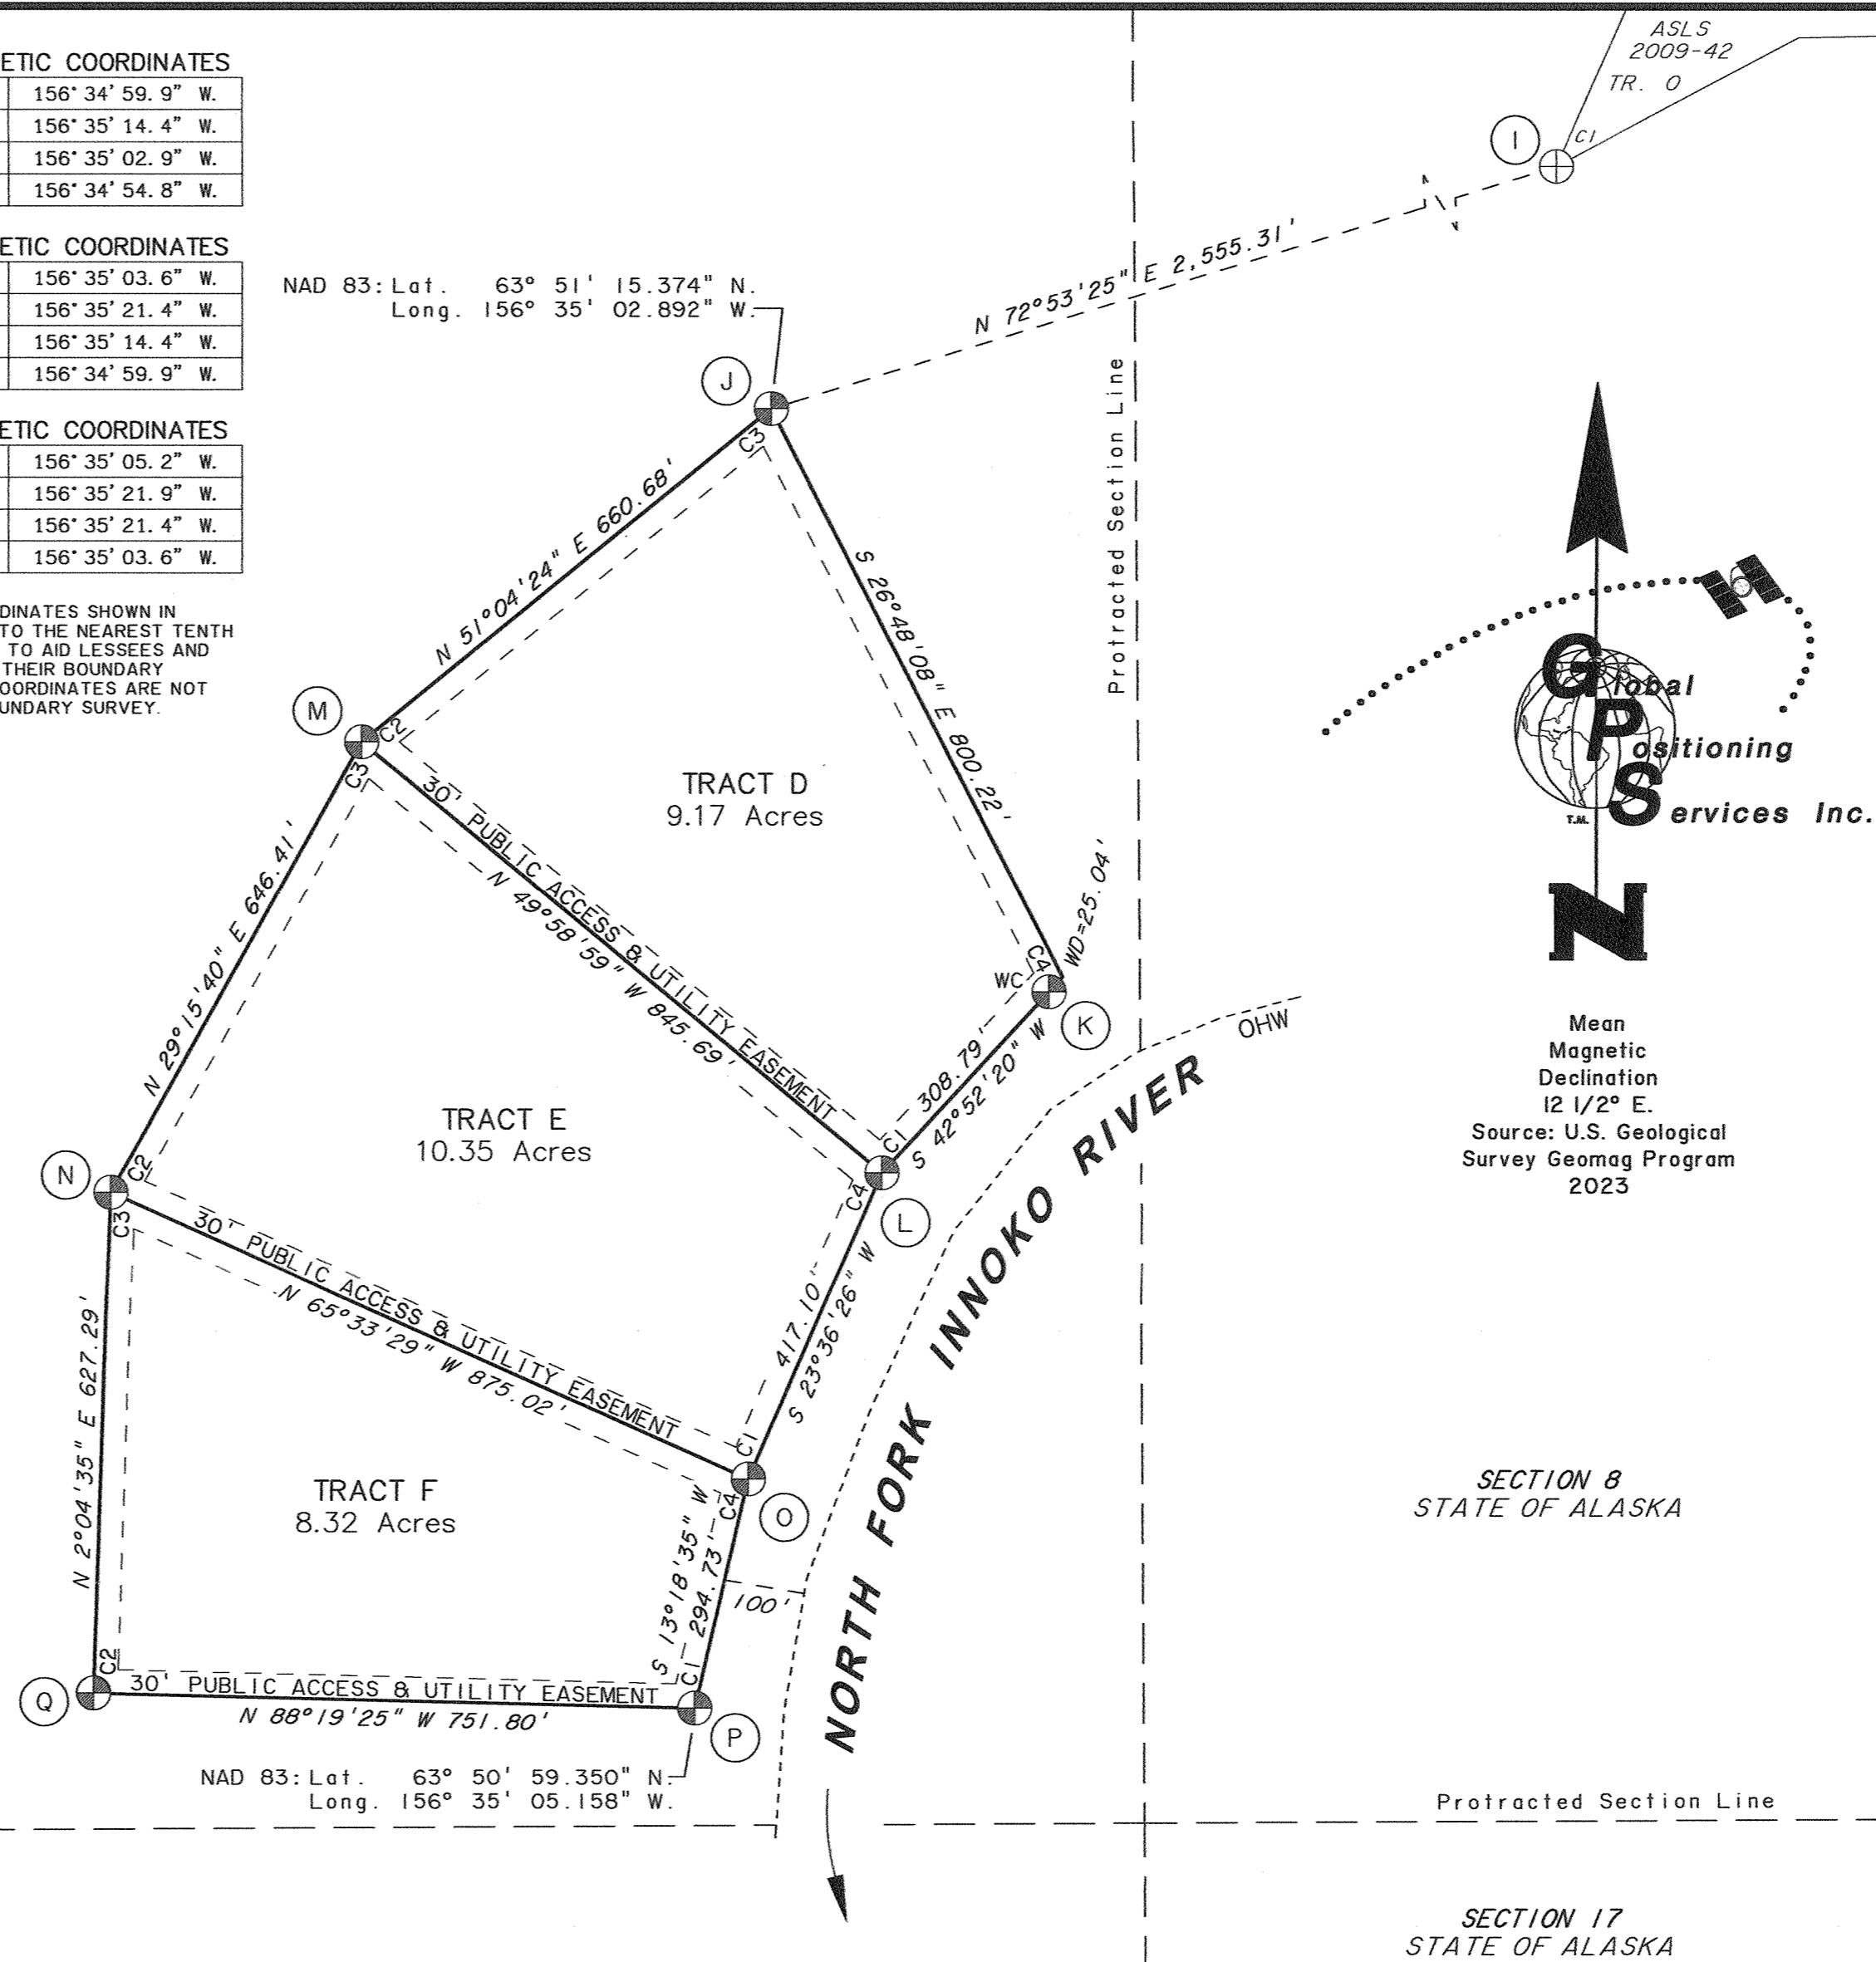 ETIC COORDINATES
156° 34' 59.9" W.
156° 35' 14.4" W.
156° 35' 02.9" W.
156° 34' 54.8" W.
ETIC COORDINATES
156° 35' 03.6" W.
156° 35' 21.4" W.
156° 35' 14.4" W.
156° 34' 59.9" W.
ETIC COORDINATES
156° 35' 05.2" W.
156° 35' 21.9" W.
156° 35' 21.4" W.
156° 35' 03.6" W.
DINATES SHOWN IN
TO THE NEAREST TENTH
TO AID LESSEES AND
THEIR BOUNDARY
OORDINATES ARE NOT
UNDARY SURVEY.
ASLS
2009-42
TR. O
I
C1
N 72°53'25" E 2,555.31'
NAD 83: Lat. 63° 51' 15.374" N.
Long. 156° 35' 02.892" W.
J
C3
Protracted Section Line
N 51°04'24" E 660.68'
S 26°48'08" E 800.22'
M
C2
C3
TRACT D
9.17 Acres
30' PUBLIC ACCESS & UTILITY EASEMENT
N 49°58'59" W 845.69'
WD=25.04'
C4
WC
K
308.79'
S 42°52'20" W
OHW
N 29°15'40" E 646.41'
TRACT E
10.35 Acres
C1
C4
L
N
C2
C3
30' PUBLIC ACCESS & UTILITY EASEMENT
N 65°33'29" W 875.02'
417.10'
S 23°36'26" W
NORTH FORK INNOKO RIVER
N 2°04'35" E 627.29'
TRACT F
8.32 Acres
C1
C4
O
S 13°18'35" W
294.73'
100'
C2
C1
Q
30' PUBLIC ACCESS & UTILITY EASEMENT
N 88°19'25" W 751.80'
P
NAD 83: Lat. 63° 50' 59.350" N.
Long. 156° 35' 05.158" W.
Global
Positioning
Services Inc.
T.M.
N
Mean
Magnetic
Declination
12 1/2° E.
Source: U.S. Geological
Survey Geomag Program
2023
SECTION 8
STATE OF ALASKA
Protracted Section Line
SECTION 17
STATE OF ALASKA